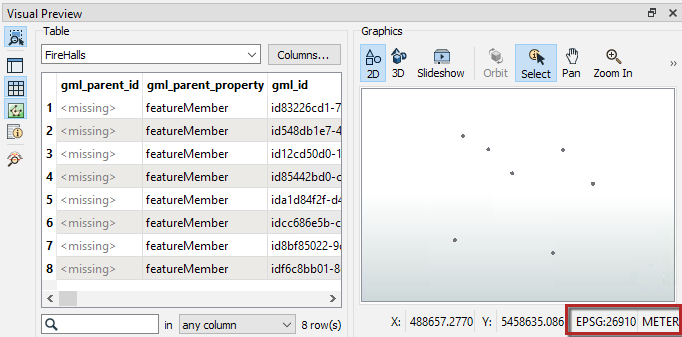 Visual Preview
Table
FireHalls
Columns...
gml_parent_id gml_parent_property gml_id
1 <missing> featureMember id83226cd1-7
2 <missing> featureMember id548db1e7-4
3 <missing> featureMember id12cd50d0-1
4 <missing> featureMember id85442bd0-c
5 <missing> featureMember ida1d84f2f-d4
6 <missing> featureMember idcc686e5b-c
7 <missing> featureMember id8bf85022-9c
8 <missing> featureMember idf6c8bb01-8
in any column 8 row(s)
Graphics
2D 3D Slideshow Orbit Select Pan Zoom In »
X: 488657.2770 Y: 5458635.086 EPSG:26910 METER